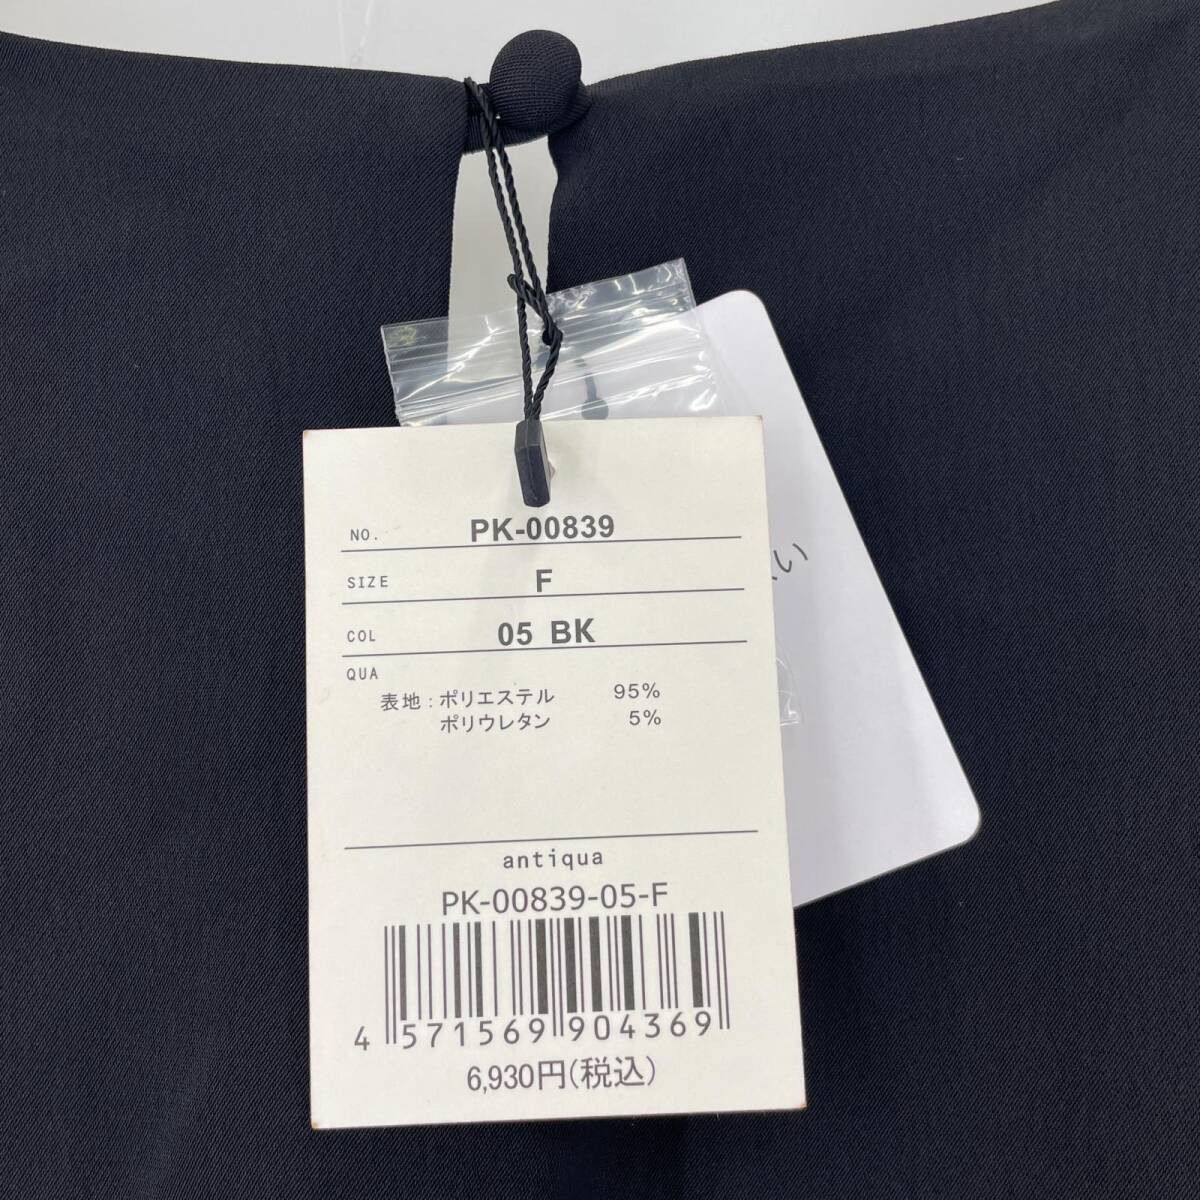 NO. PK-00839
SIZE F
COL 05 BK
QUA
表地:ポリエステル 95%
ポリウレタン 5%
antiqua
PK-00839-05-F
4 571569 904369
6,930円(税込)